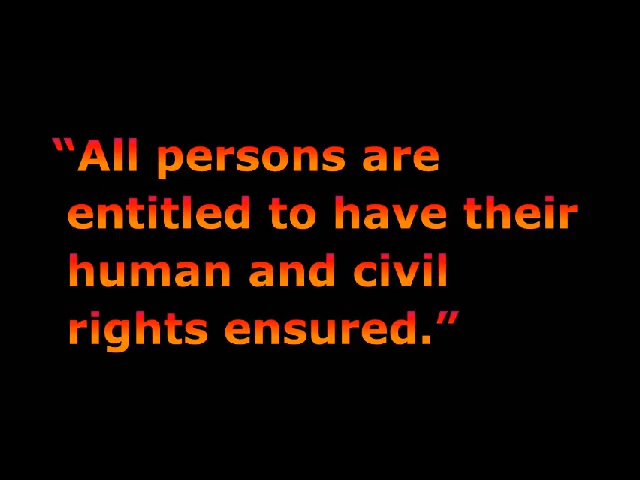 “All persons are
entitled to have their
human and civil
rights ensured.”